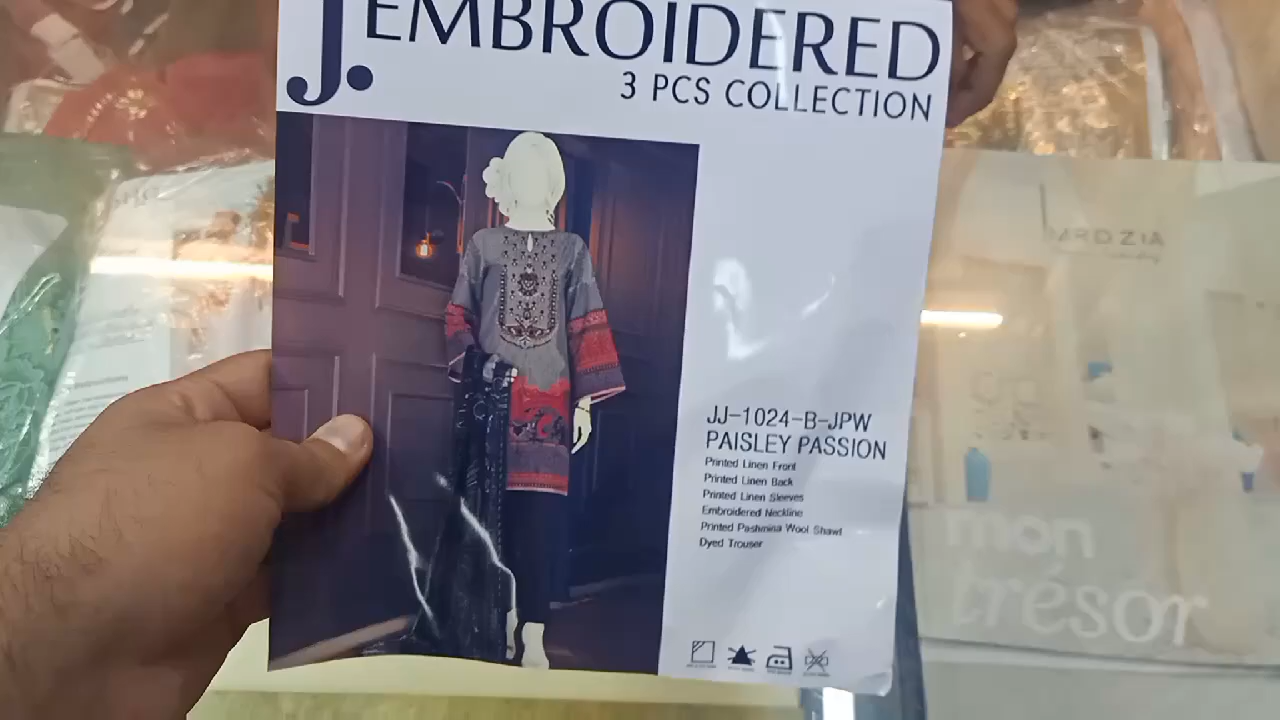 J. EMBROIDERED
3 PCS COLLECTION
JJ-1024-B-JPW
PAISLEY PASSION
Printed Linen Front
Printed Linen Back
Printed Linen Sleeves
Embroidered Neckline
Printed Pashmina Wool Shawl
Dyed Trouser
MRDZIA
mon
trésor